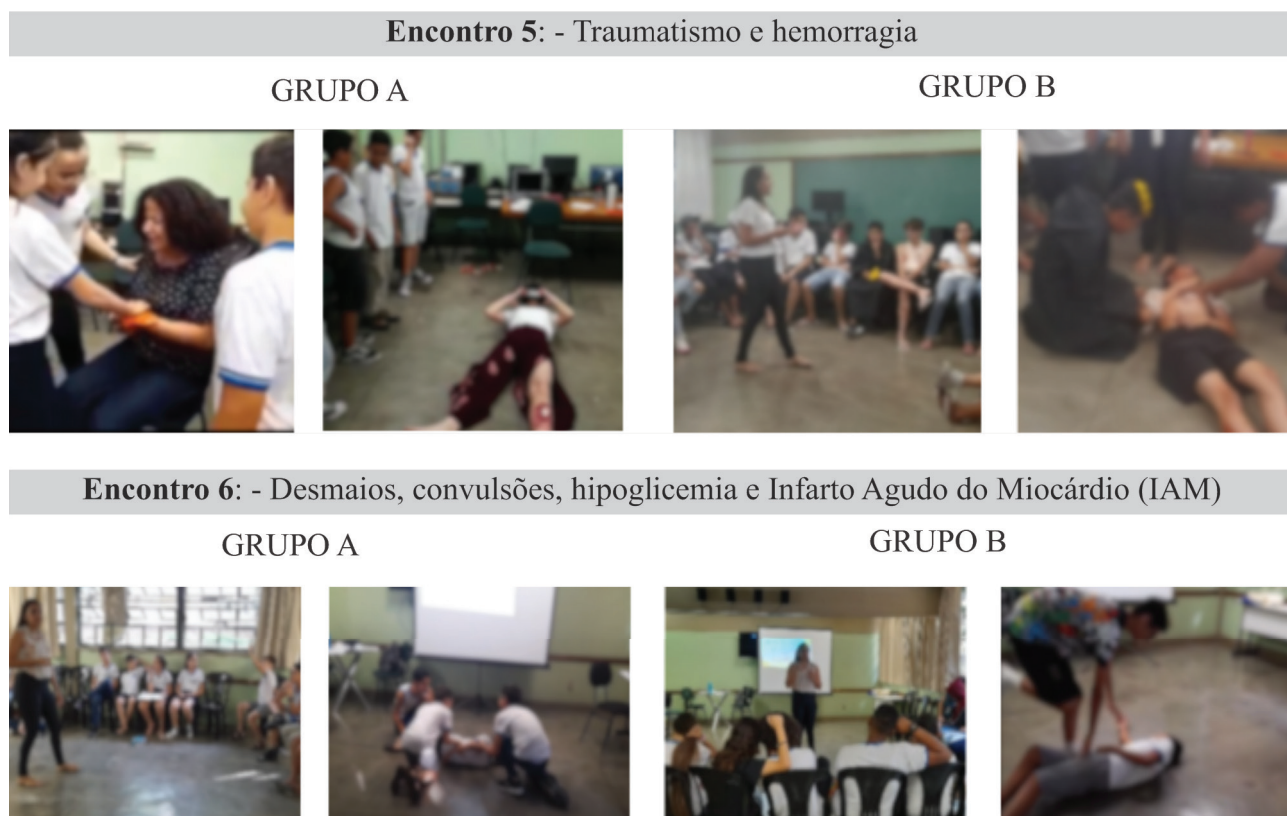 Encontro 5: - Traumatismo e hemorragia
GRUPO A
GRUPO B
Encontro 6: - Desmaios, convulsões, hipoglicemia e Infarto Agudo do Miocárdio (IAM)
GRUPO A
GRUPO B